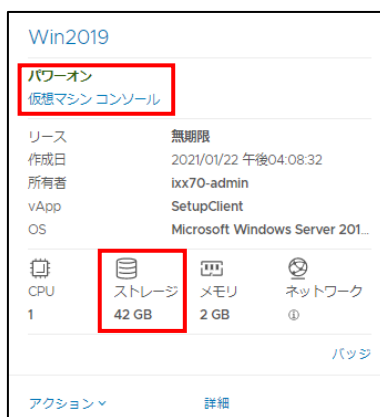 Win2019
パワーオン
仮想マシン コンソール
リース 無期限
作成日 2021/01/22 午後04:08:32
所有者 ixx70-admin
vApp SetupClient
OS Microsoft Windows Server 201...
CPU ストレージ メモリ ネットワーク
1 42 GB 2 GB
バッジ
アクション 詳細